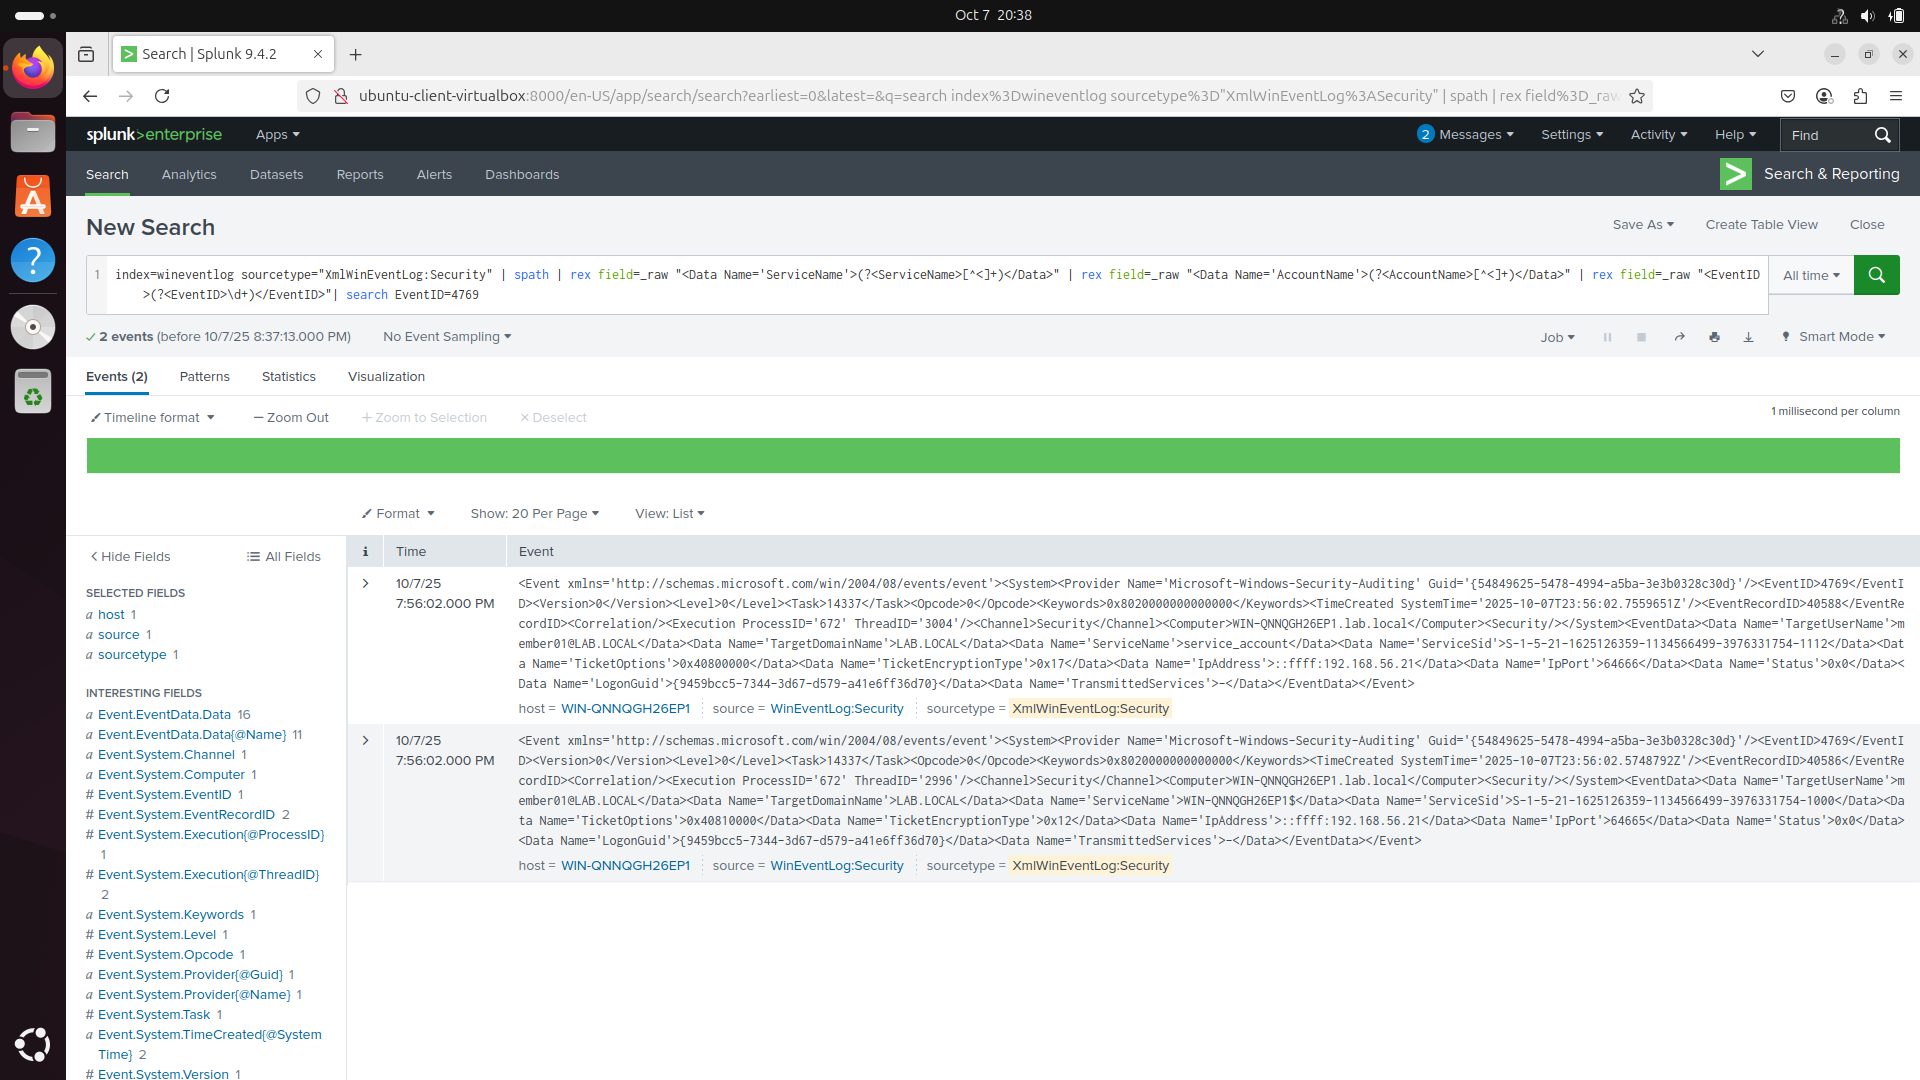 Oct 7 20:38
Search | Splunk 9.4.2
ubuntu-client-virtualbox:8000/en-US/app/search/search?earliest=0&latest=&q=search index%3Dwineventlog sourcetype%3D"XmlWinEventLog%3ASecurity" | spath | rex field%3D_raw
splunk>enterprise Apps 2 Messages Settings Activity Help Find
Search Analytics Datasets Reports Alerts Dashboards Search & Reporting
New Search Save As Create Table View Close
1 index=wineventlog sourcetype="XmlWinEventLog:Security" | spath | rex field=_raw "<Data Name='ServiceName'>(?<ServiceName>[^<]+)</Data>" | rex field=_raw "<Data Name='AccountName'>(?<AccountName>[^<]+)</Data>" | rex field=_raw "<EventID
>(?<EventID>\d+)</EventID>"| search EventID=4769
All time
2 events (before 10/7/25 8:37:13.000 PM) No Event Sampling Job Smart Mode
Events (2) Patterns Statistics Visualization
Timeline format — Zoom Out + Zoom to Selection × Deselect 1 millisecond per column
Format Show: 20 Per Page View: List
< Hide Fields All Fields
SELECTED FIELDS
a host 1
a source 1
a sourcetype 1
INTERESTING FIELDS
a Event.EventData.Data 16
a Event.EventData.Data{@Name} 11
a Event.System.Channel 1
a Event.System.Computer 1
# Event.System.EventID 1
# Event.System.EventRecordID 2
# Event.System.Execution{@ProcessID}
1
# Event.System.Execution{@ThreadID}
2
a Event.System.Keywords 1
# Event.System.Level 1
# Event.System.Opcode 1
a Event.System.Provider{@Guid} 1
a Event.System.Provider{@Name} 1
# Event.System.Task 1
a Event.System.TimeCreated{@System
Time} 2
# Event.System.Version 1
i Time Event
10/7/25
7:56:02.000 PM
<Event xmlns='http://schemas.microsoft.com/win/2004/08/events/event'><System><Provider Name='Microsoft-Windows-Security-Auditing' Guid='{54849625-5478-4994-a5ba-3e3b0328c30d}'/><EventID>4769</EventI
D><Version>0</Version><Level>0</Level><Task>14337</Task><Opcode>0</Opcode><Keywords>0x8020000000000000</Keywords><TimeCreated SystemTime='2025-10-07T23:56:02.7559651Z'/><EventRecordID>40588</EventRe
cordID><Correlation/><Execution ProcessID='672' ThreadID='3004'/><Channel>Security</Channel><Computer>WIN-QNNQGH26EP1.lab.local</Computer><Security/></System><EventData><Data Name='TargetUserName'>m
ember01@LAB.LOCAL</Data><Data Name='TargetDomainName'>LAB.LOCAL</Data><Data Name='ServiceName'>service_account</Data><Data Name='ServiceSid'>S-1-5-21-1625126359-1134566499-3976331754-1112</Data><Dat
a Name='TicketOptions'>0x40800000</Data><Data Name='TicketEncryptionType'>0x17</Data><Data Name='IpAddress'>::ffff:192.168.56.21</Data><Data Name='IpPort'>64666</Data><Data Name='Status'>0x0</Data><
Data Name='LogonGuid'>{9459bcc5-7344-3d67-d579-a41e6ff36d70}</Data><Data Name='TransmittedServices'>-</Data></EventData></Event>
host = WIN-QNNQGH26EP1 source = WinEventLog:Security sourcetype = XmlWinEventLog:Security
10/7/25
7:56:02.000 PM
<Event xmlns='http://schemas.microsoft.com/win/2004/08/events/event'><System><Provider Name='Microsoft-Windows-Security-Auditing' Guid='{54849625-5478-4994-a5ba-3e3b0328c30d}'/><EventID>4769</EventI
D><Version>0</Version><Level>0</Level><Task>14337</Task><Opcode>0</Opcode><Keywords>0x8020000000000000</Keywords><TimeCreated SystemTime='2025-10-07T23:56:02.5748792Z'/><EventRecordID>40586</EventRe
cordID><Correlation/><Execution ProcessID='672' ThreadID='2996'/><Channel>Security</Channel><Computer>WIN-QNNQGH26EP1.lab.local</Computer><Security/></System><EventData><Data Name='TargetUserName'>m
ember01@LAB.LOCAL</Data><Data Name='TargetDomainName'>LAB.LOCAL</Data><Data Name='ServiceName'>WIN-QNNQGH26EP1$</Data><Data Name='ServiceSid'>S-1-5-21-1625126359-1134566499-3976331754-1000</Data><Da
ta Name='TicketOptions'>0x40810000</Data><Data Name='TicketEncryptionType'>0x12</Data><Data Name='IpAddress'>::ffff:192.168.56.21</Data><Data Name='IpPort'>64665</Data><Data Name='Status'>0x0</Data>
<Data Name='LogonGuid'>{9459bcc5-7344-3d67-d579-a41e6ff36d70}</Data><Data Name='TransmittedServices'>-</Data></EventData></Event>
host = WIN-QNNQGH26EP1 source = WinEventLog:Security sourcetype = XmlWinEventLog:Security